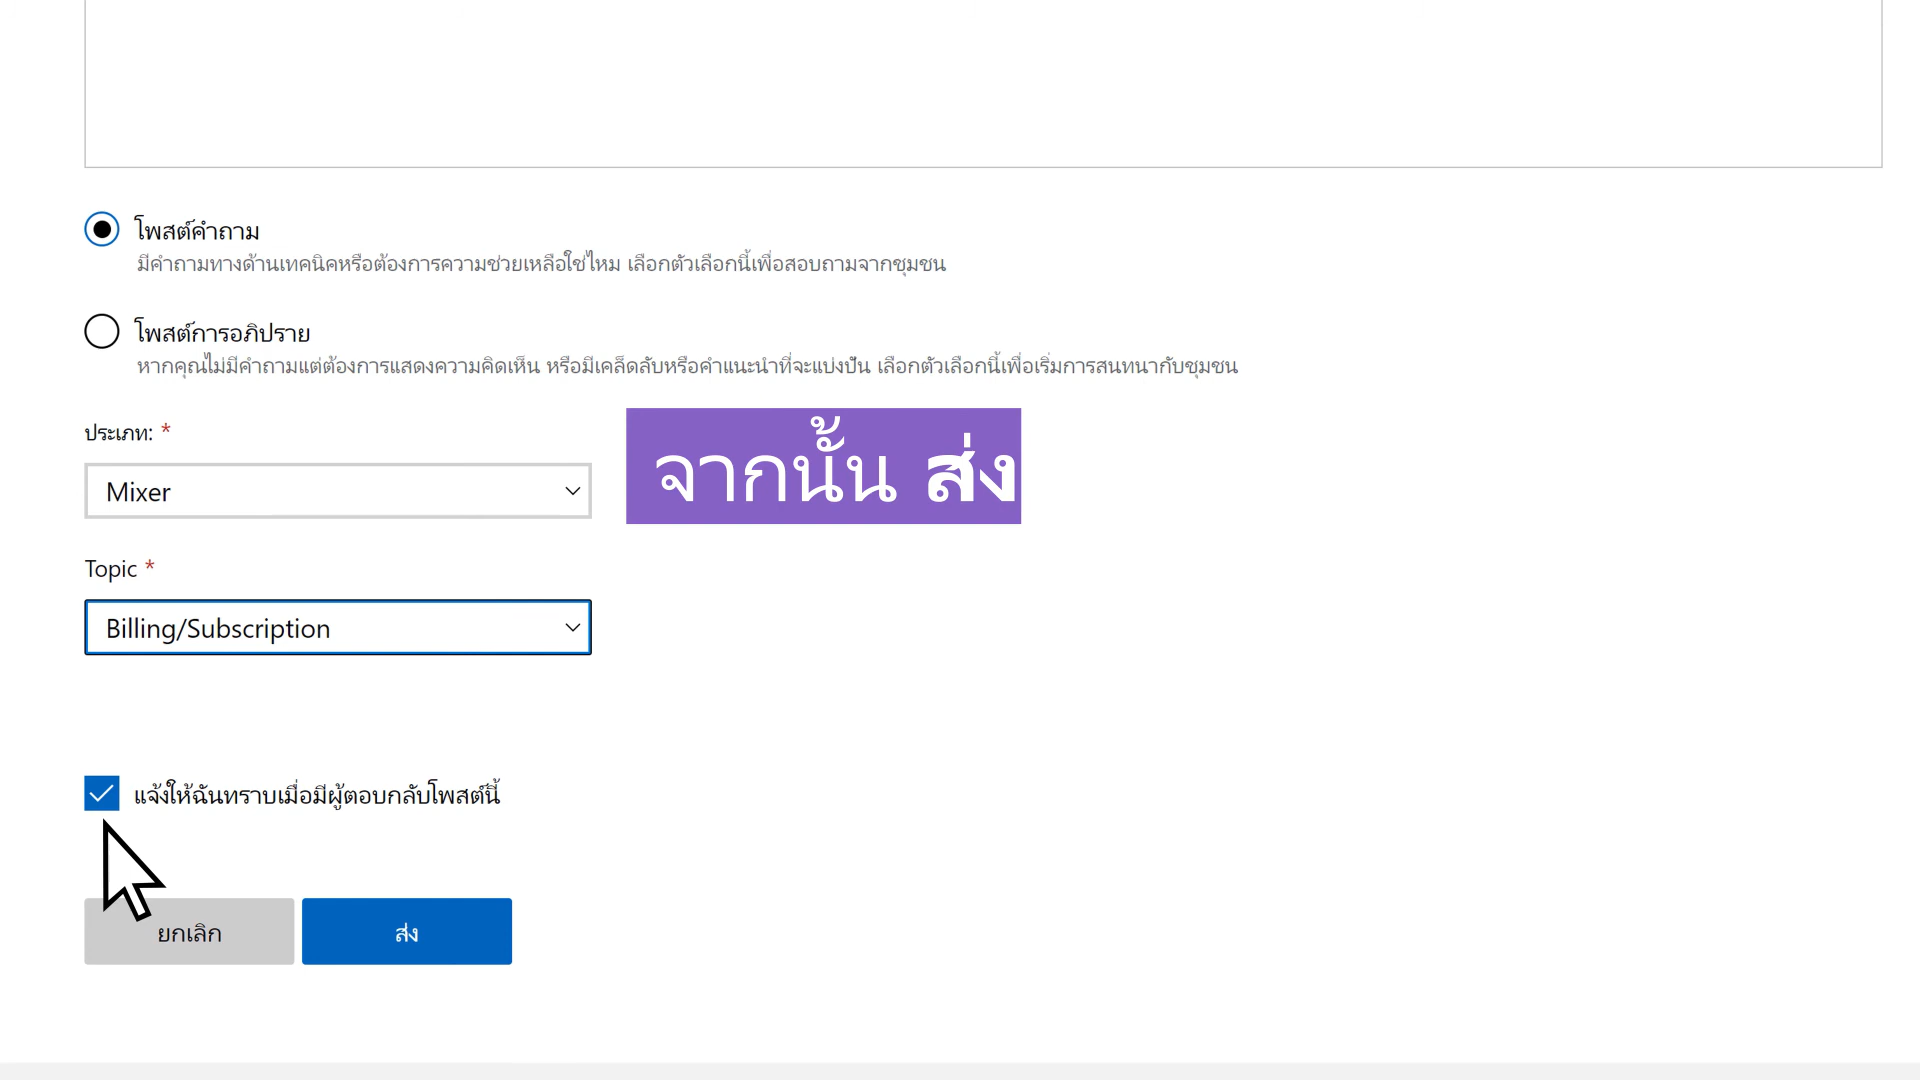 โพสต์คำถาม
มีคำถามทางด้านเทคนิคหรือต้องการความช่วยเหลือใช่ไหม เลือกตัวเลือกนี้เพื่อสอบถามจากชุมชน
โพสต์การอภิปราย
หากคุณไม่มีคำถามแต่ต้องการแสดงความคิดเห็น หรือมีเคล็ดลับหรือคำแนะนำที่จะแบ่งปัน เลือกตัวเลือกนี้เพื่อเริ่มการสนทนากับชุมชน
ประเภท: *
Mixer
จากนั้น ส่ง
Topic *
Billing/Subscription
แจ้งให้ฉันทราบเมื่อมีผู้ตอบกลับโพสต์นี้
ยกเลิก
ส่ง